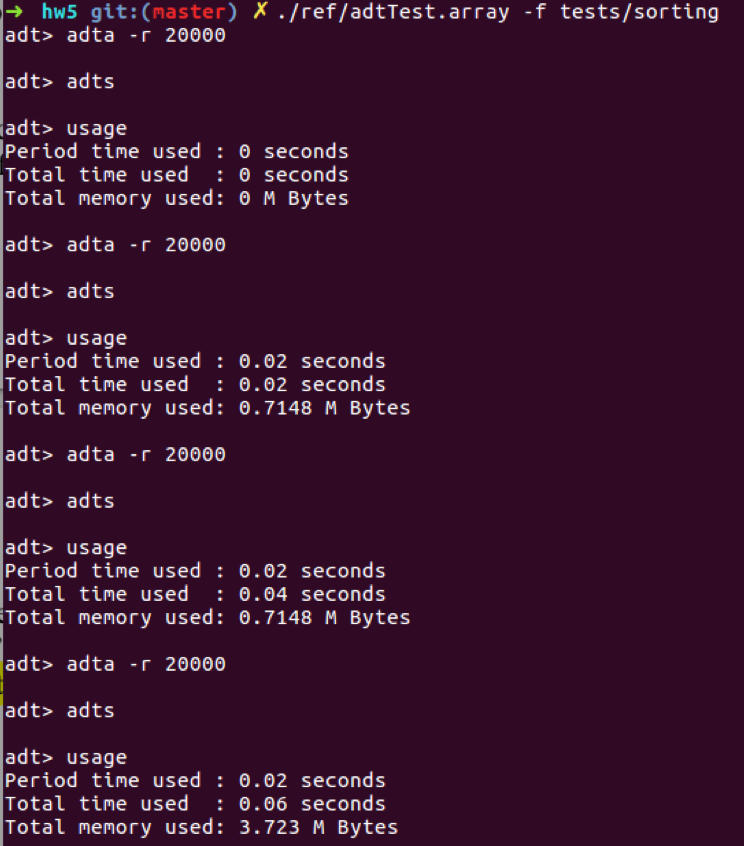 → hw5 git:(master) ✗ ./ref/adtTest.array -f tests/sorting
adt> adta -r 20000
adt> adts
adt> usage
Period time used : 0 seconds
Total time used  : 0 seconds
Total memory used: 0 M Bytes
adt> adta -r 20000
adt> adts
adt> usage
Period time used : 0.02 seconds
Total time used  : 0.02 seconds
Total memory used: 0.7148 M Bytes
adt> adta -r 20000
adt> adts
adt> usage
Period time used : 0.02 seconds
Total time used  : 0.04 seconds
Total memory used: 0.7148 M Bytes
adt> adta -r 20000
adt> adts
adt> usage
Period time used : 0.02 seconds
Total time used  : 0.06 seconds
Total memory used: 3.723 M Bytes